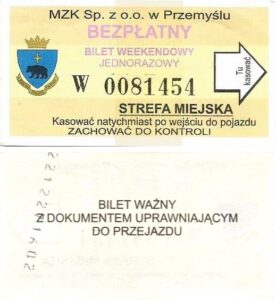 MZK Sp. z o.o. w Przemyślu
BEZPŁATNY
BILET WEEKENDOWY
JEDNORAZOWY
W 0081454
Tu kasować
STREFA MIEJSKA
Kasować natychmiast po wejściu do pojazdu
ZACHOWAĆ DO KONTROLI
BILET WAŻNY
Z DOKUMENTEM UPRAWNIAJĄCYM
DO PRZEJAZDU